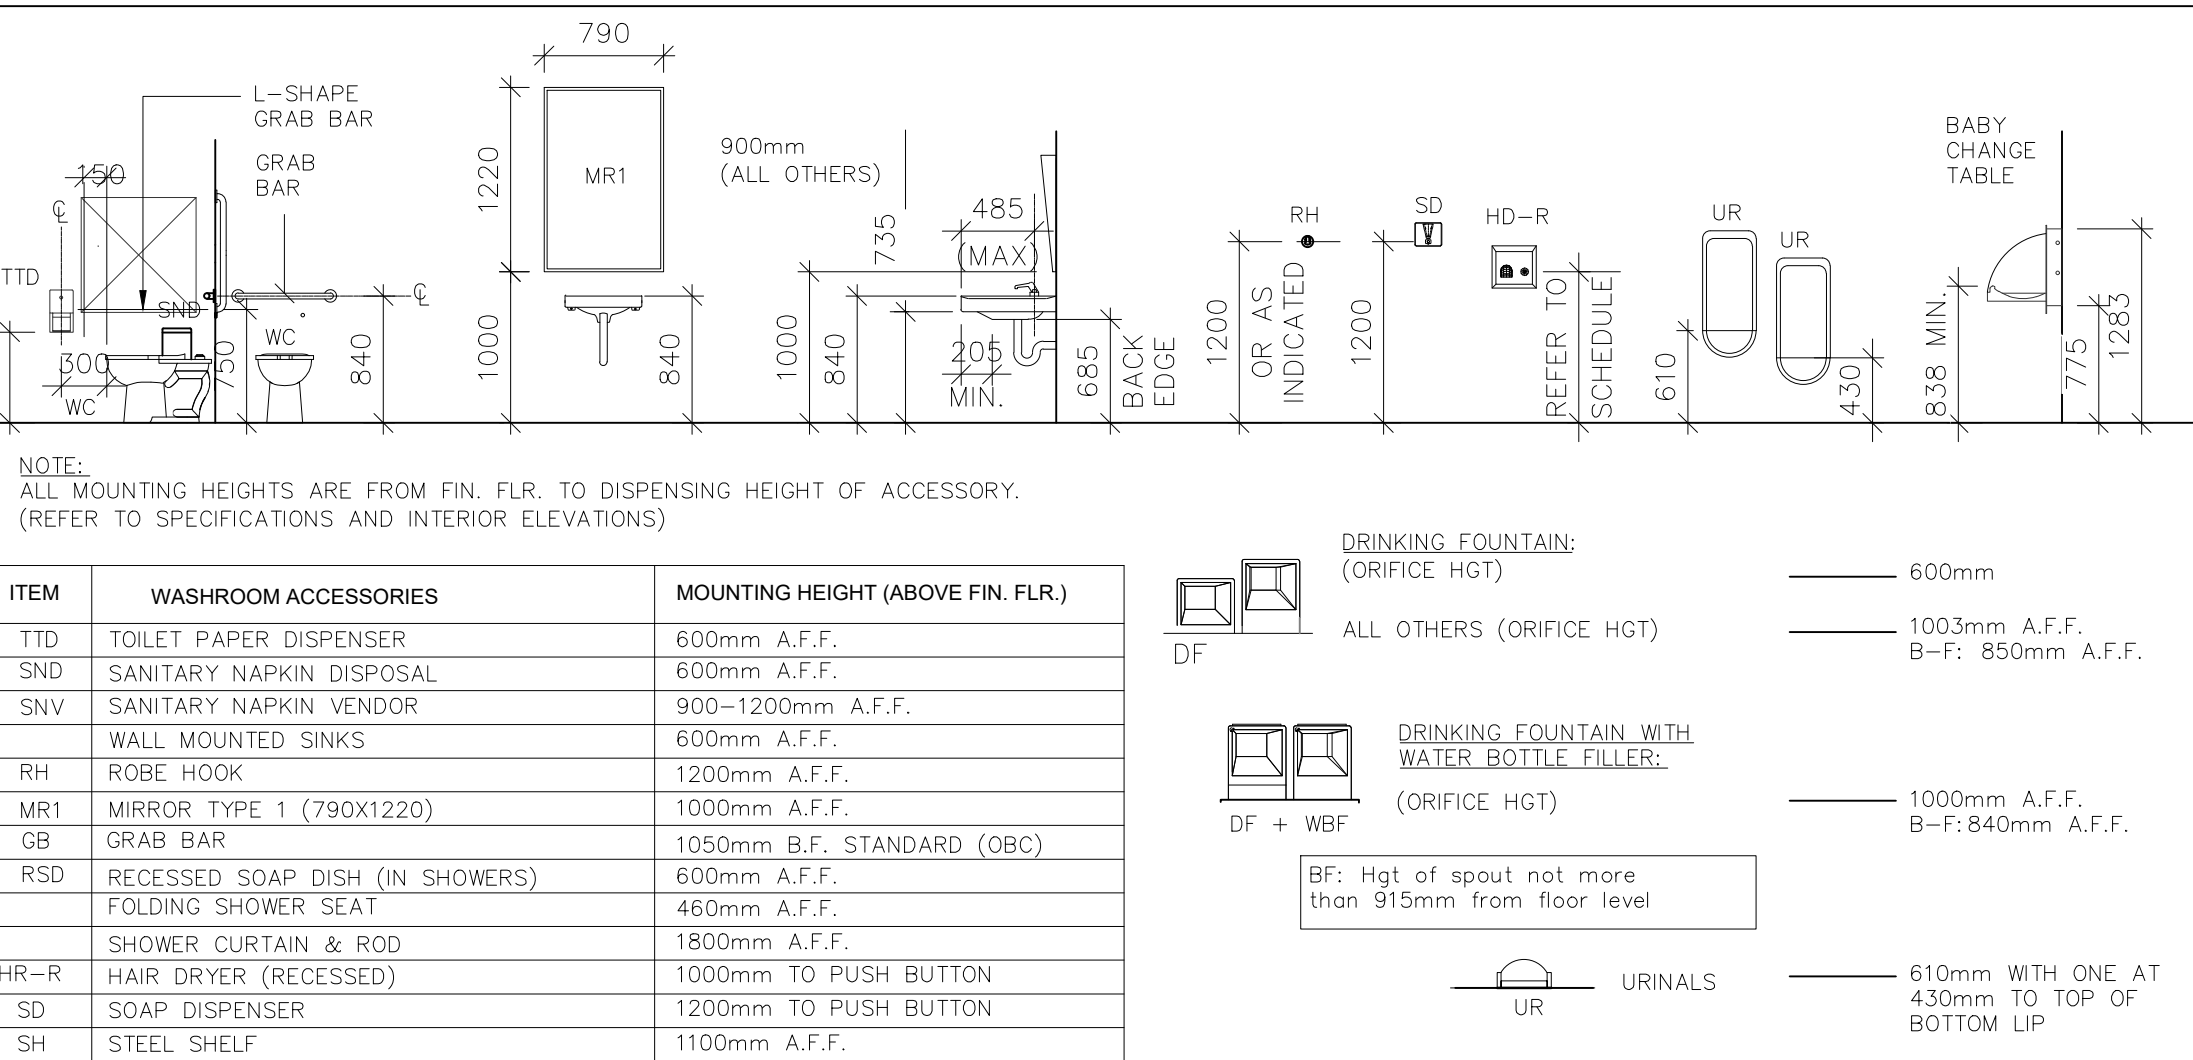 790
L-SHAPE
GRAB BAR
GRAB
BAR
150
℄
TTD
SND
300
WC
750
WC
840
℄
1220
MR1
1000
840
900mm
(ALL OTHERS)
735
485
(MAX)
1000
840
205
MIN.
685
BACK
EDGE
RH
1200
OR AS
INDICATED
SD
1200
HD-R
REFER TO
SCHEDULE
UR
UR
610
430
BABY
CHANGE
TABLE
838 MIN.
775
1283
NOTE:
ALL MOUNTING HEIGHTS ARE FROM FIN. FLR. TO DISPENSING HEIGHT OF ACCESSORY.
(REFER TO SPECIFICATIONS AND INTERIOR ELEVATIONS)
ITEM WASHROOM ACCESSORIES MOUNTING HEIGHT (ABOVE FIN. FLR.)
TTD TOILET PAPER DISPENSER 600mm A.F.F.
SND SANITARY NAPKIN DISPOSAL 600mm A.F.F.
SNV SANITARY NAPKIN VENDOR 900-1200mm A.F.F.
WALL MOUNTED SINKS 600mm A.F.F.
RH ROBE HOOK 1200mm A.F.F.
MR1 MIRROR TYPE 1 (790X1220) 1000mm A.F.F.
GB GRAB BAR 1050mm B.F. STANDARD (OBC)
RSD RECESSED SOAP DISH (IN SHOWERS) 600mm A.F.F.
FOLDING SHOWER SEAT 460mm A.F.F.
SHOWER CURTAIN & ROD 1800mm A.F.F.
HR-R HAIR DRYER (RECESSED) 1000mm TO PUSH BUTTON
SD SOAP DISPENSER 1200mm TO PUSH BUTTON
SH STEEL SHELF 1100mm A.F.F.
DF
DRINKING FOUNTAIN:
(ORIFICE HGT) 600mm
ALL OTHERS (ORIFICE HGT) 1003mm A.F.F.
B-F: 850mm A.F.F.
DF + WBF
DRINKING FOUNTAIN WITH
WATER BOTTLE FILLER:
(ORIFICE HGT) 1000mm A.F.F.
B-F: 840mm A.F.F.
BF: Hgt of spout not more
than 915mm from floor level
UR
URINALS 610mm WITH ONE AT
430mm TO TOP OF
BOTTOM LIP